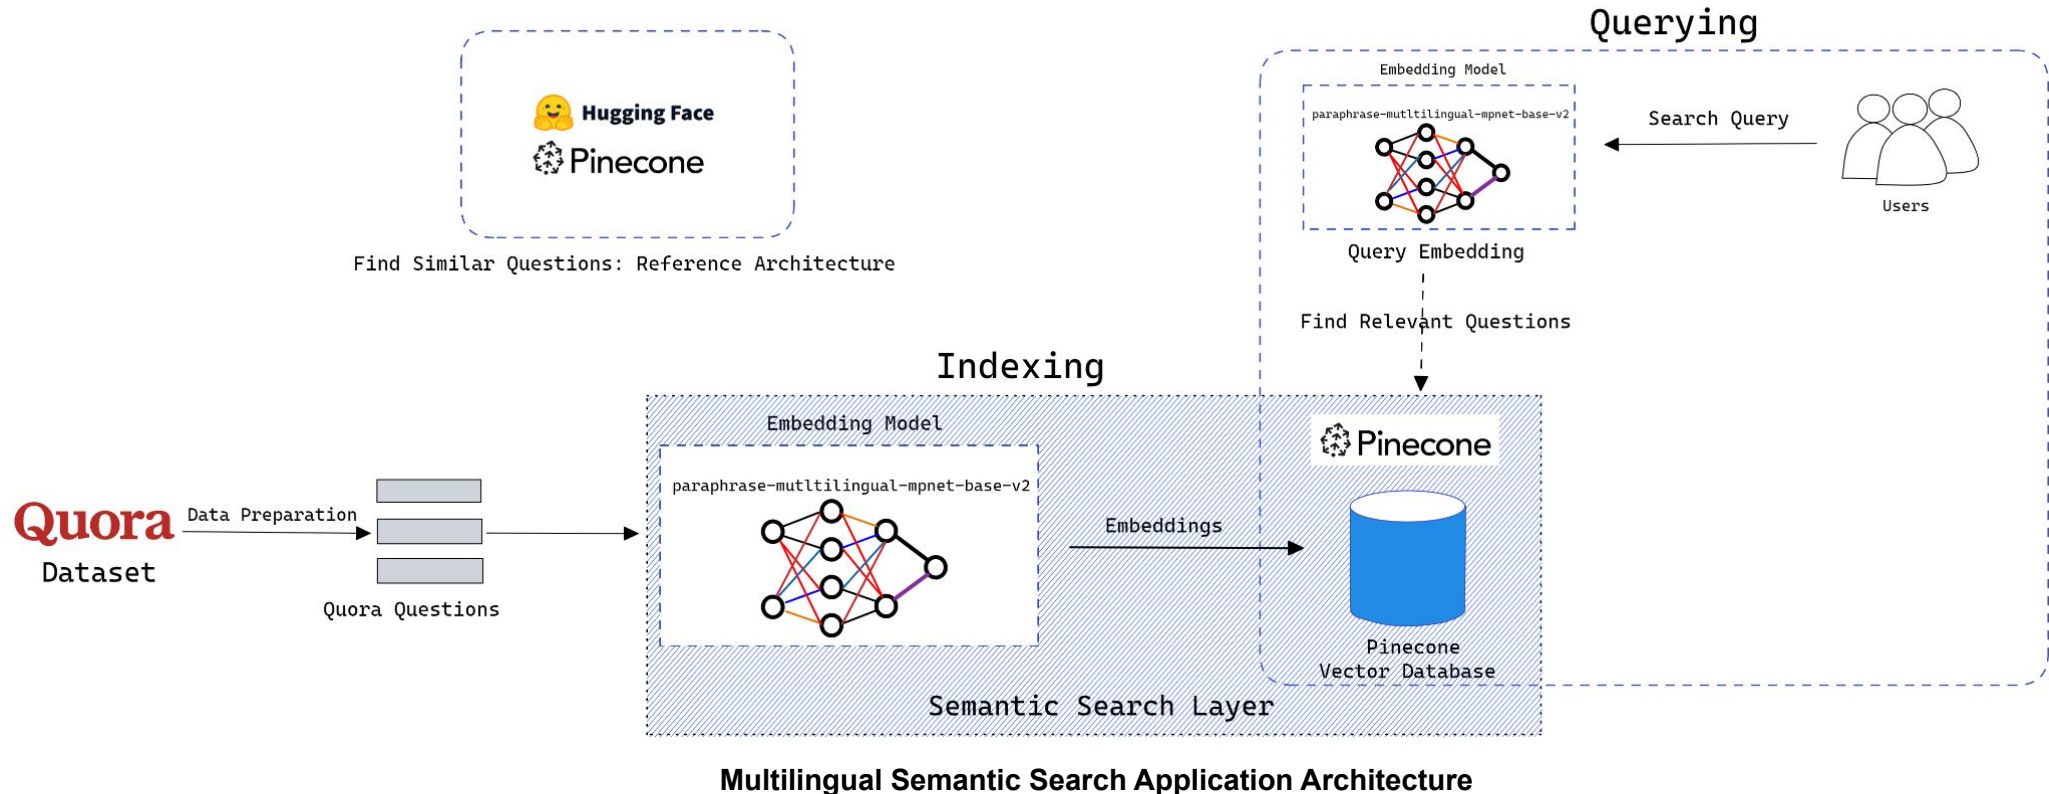 Querying
Embedding Model
paraphrase-mutltilingual-mpnet-base-v2
Search Query
Users
Query Embedding
Find Relevant Questions
Hugging Face
Pinecone
Find Similar Questions: Reference Architecture
Indexing
Embedding Model
paraphrase-mutltilingual-mpnet-base-v2
Quora
Dataset
Data Preparation
Quora Questions
Embeddings
Pinecone
Pinecone
Vector Database
Semantic Search Layer
Multilingual Semantic Search Application Architecture